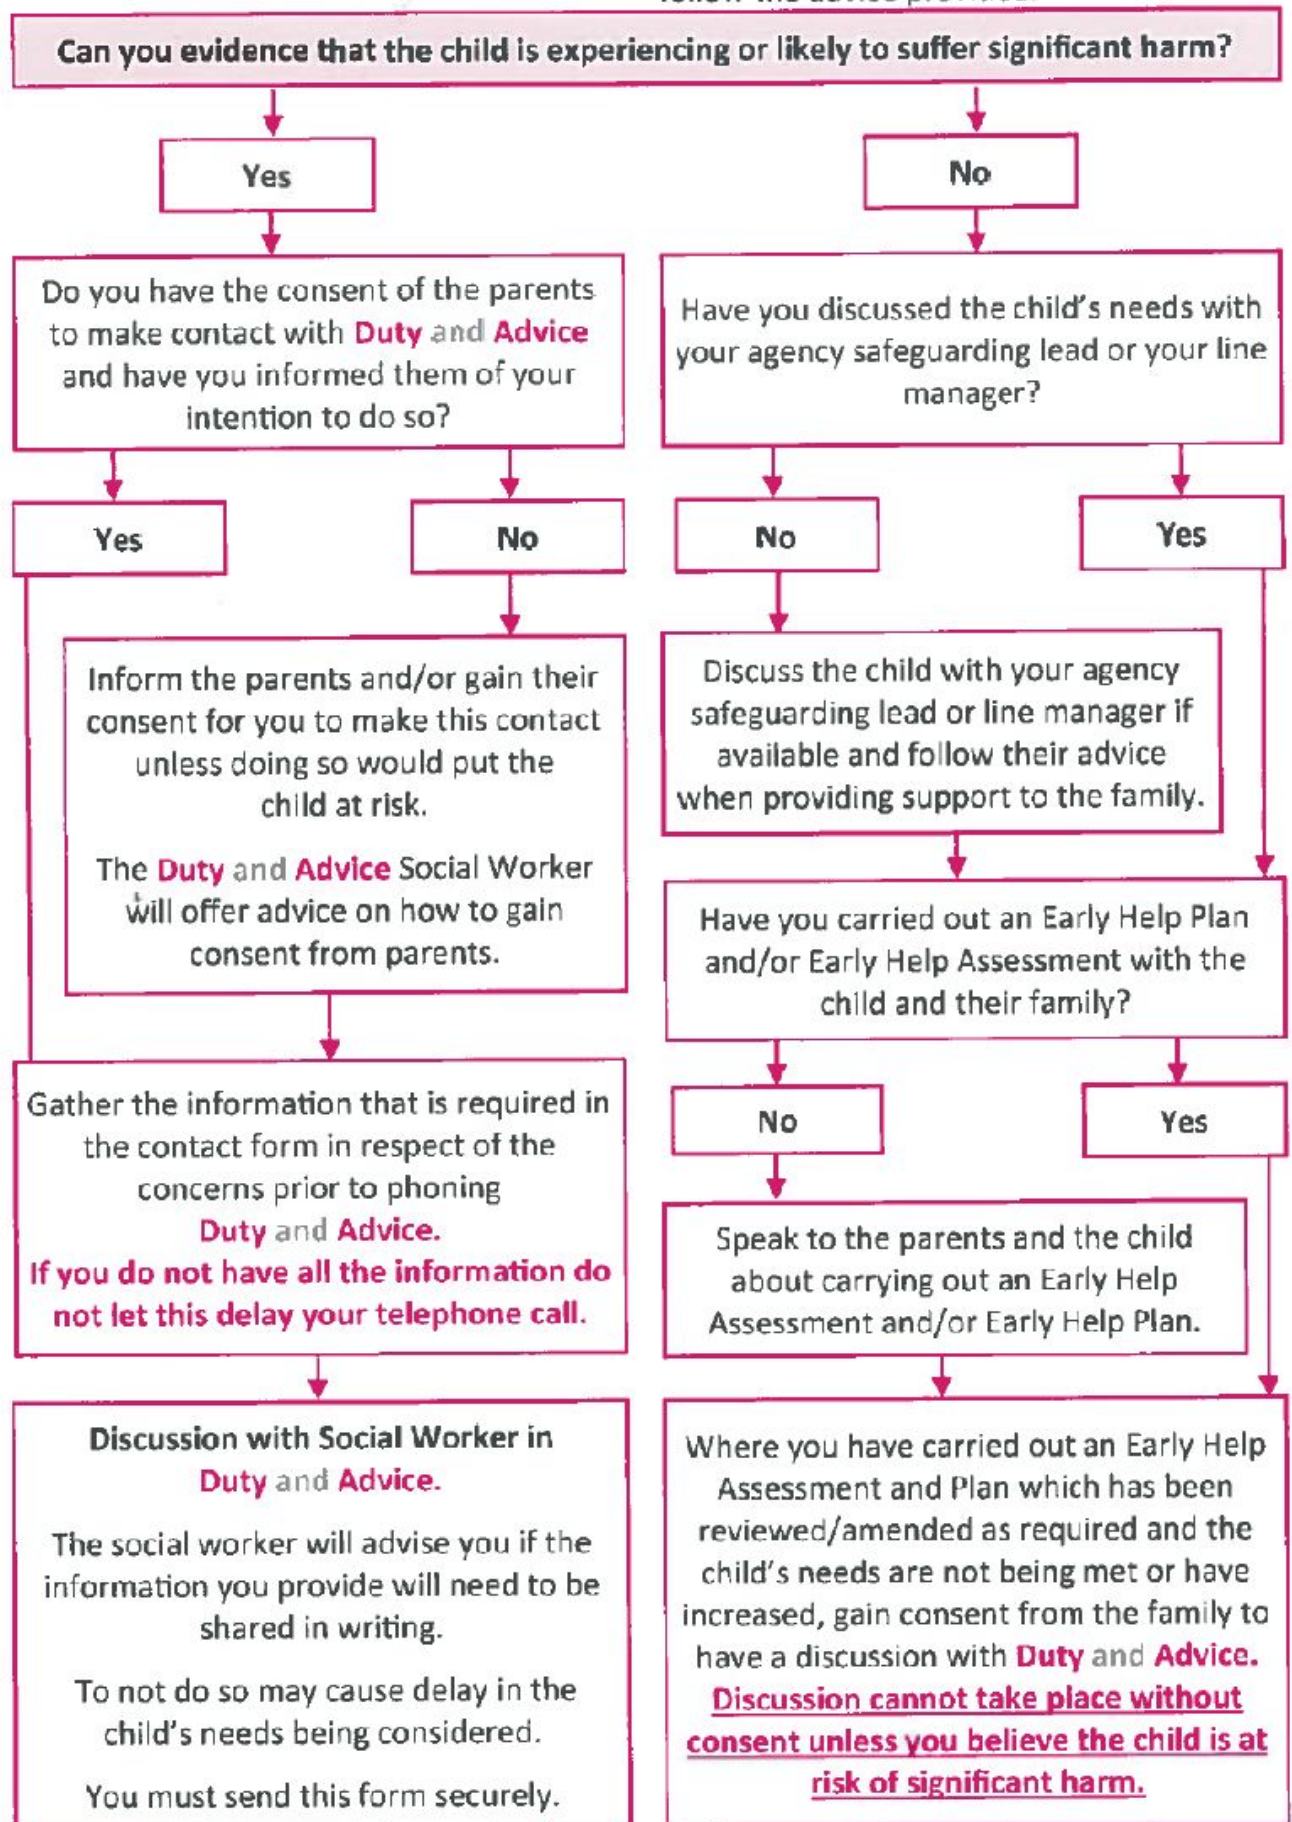 Can you evidence that the child is experiencing or likely to suffer significant harm?
Yes
Do you have the consent of the parents
to make contact with Duty and Advice
and have you informed them of your
intention to do so?
Yes
No
Inform the parents and/or gain their
consent for you to make this contact
unless doing so would put the
child at risk.
The Duty and Advice Social Worker
will offer advice on how to gain
consent from parents.
Gather the information that is required in
the contact form in respect of the
concerns prior to phoning
Duty and Advice.
If you do not have all the information do
not let this delay your telephone call.
Discussion with Social Worker in
Duty and Advice.
The social worker will advise you if the
information you provide will need to be
shared in writing.
To not do so may cause delay in the
child's needs being considered.
You must send this form securely.
No
Have you discussed the child's needs with
your agency safeguarding lead or your line
manager?
No
Yes
Discuss the child with your agency
safeguarding lead or line manager if
available and follow their advice
when providing support to the family.
Have you carried out an Early Help Plan
and/or Early Help Assessment with the
child and their family?
No
Yes
Speak to the parents and the child
about carrying out an Early Help
Assessment and/or Early Help Plan.
Where you have carried out an Early Help
Assessment and Plan which has been
reviewed/amended as required and the
child's needs are not being met or have
increased, gain consent from the family to
have a discussion with Duty and Advice.
Discussion cannot take place without
consent unless you believe the child is at
risk of significant harm.